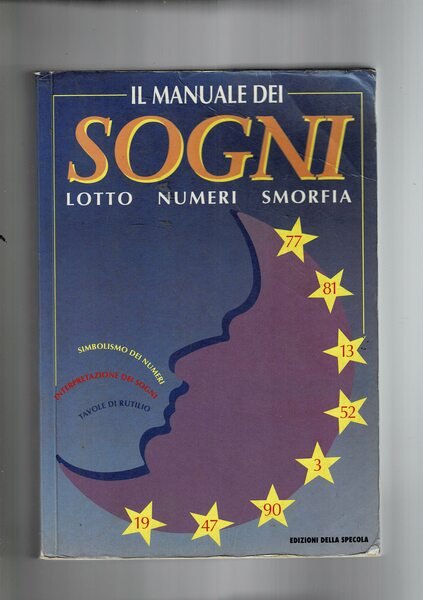 IL MANUALE DEI
SOGNI
LOTTO NUMERI SMORFIA
77
81
13
52
3
90
47
19
SIMBOLISMO DEI NUMERI
INTERPRETAZIONE DEI SOGNI
TAVOLE DI RUTILIO
EDIZIONI DELLA SPECOLA